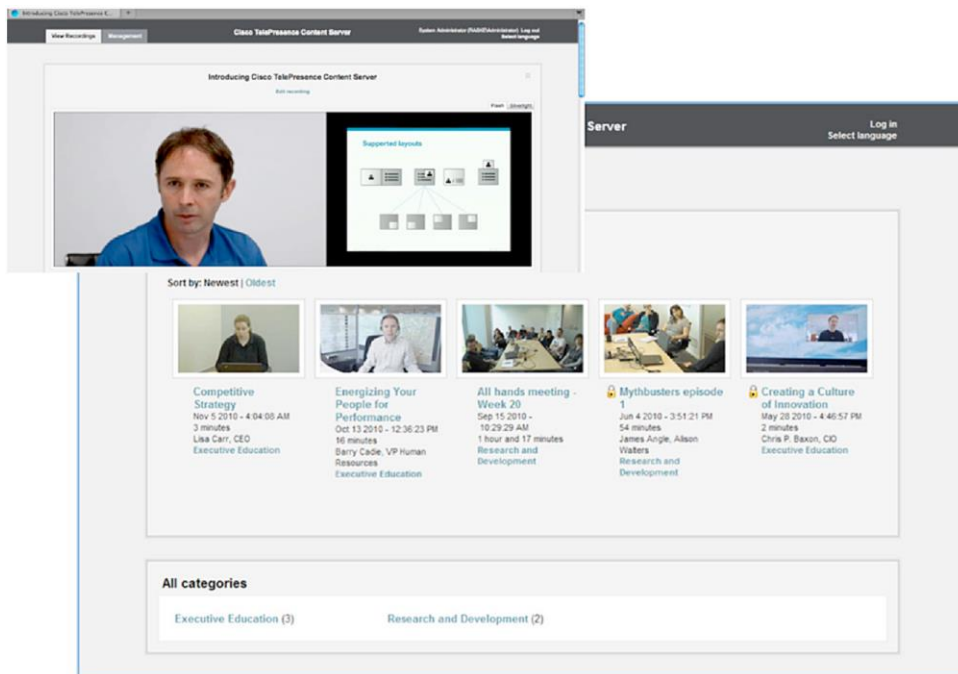 Introducing Cisco TelePresence C...
View Recordings
Management
Cisco TelePresence Content Server
System Administrator (RADIO\Administrator) Log out
Select language
Introducing Cisco TelePresence Content Server
Edit recording
Flash Silverlight
Supported layouts
Server
Log in
Select language
Sort by: Newest | Oldest
Competitive
Strategy
Nov 5 2010 - 4:04:08 AM
3 minutes
Lisa Carr, CEO
Executive Education
Energizing Your
People for
Performance
Oct 13 2010 - 12:36:23 PM
16 minutes
Barry Cadie, VP Human
Resources
Executive Education
All hands meeting -
Week 20
Sep 15 2010 -
10:29:29 AM
1 hour and 17 minutes
Research and
Development
Mythbusters episode
1
Jun 4 2010 - 3:51:21 PM
54 minutes
James Angle, Alison
Walters
Research and
Development
Creating a Culture
of Innovation
May 28 2010 - 4:46:57 PM
2 minutes
Chris P. Baxon, CIO
Executive Education
All categories
Executive Education (3)
Research and Development (2)